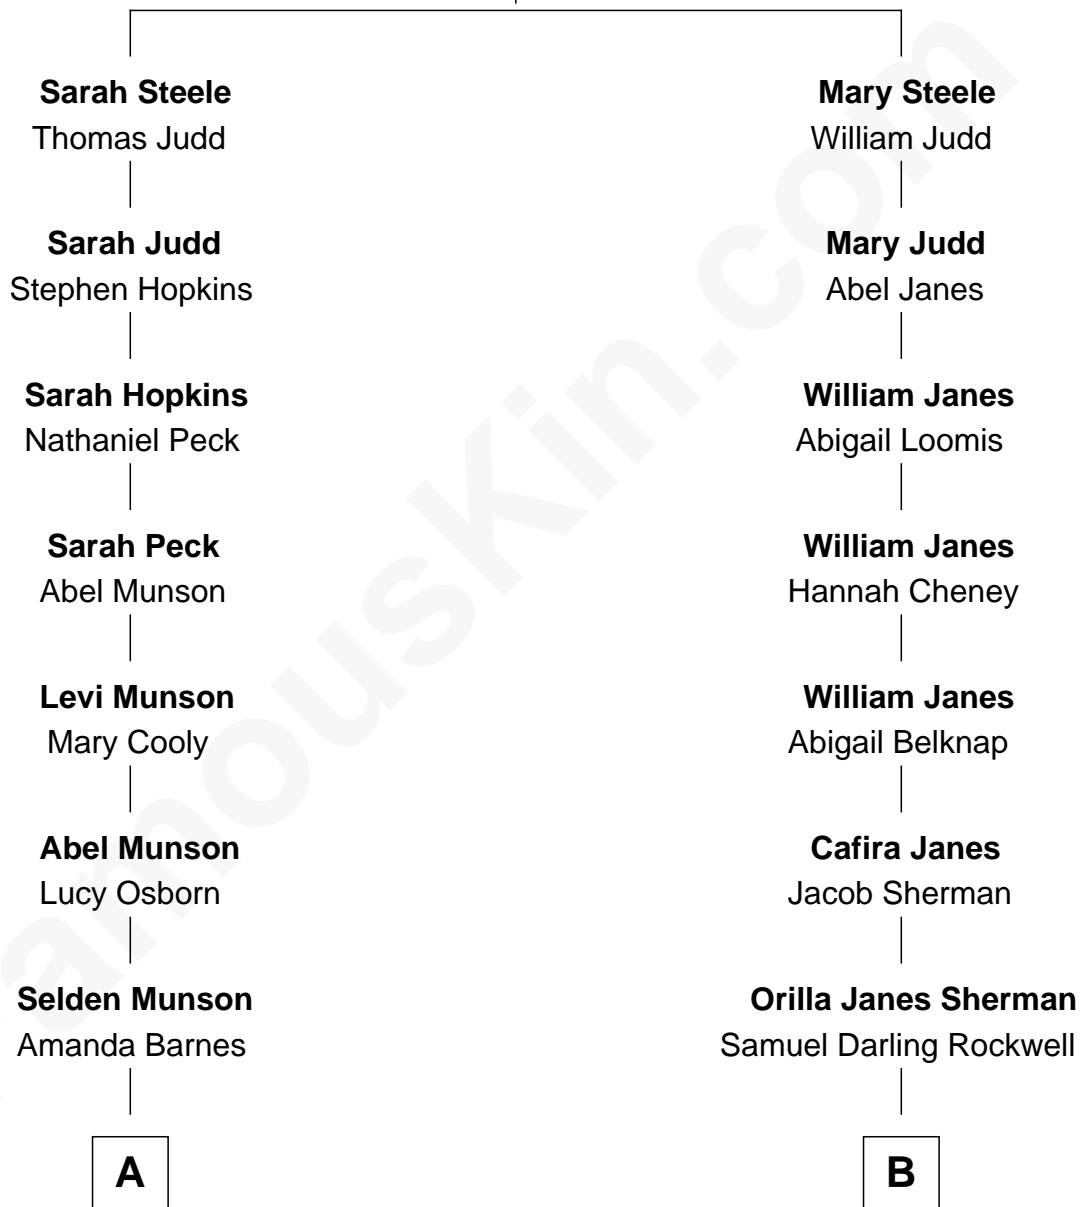 Sarah Steele
Thomas Judd
Sarah Judd
Stephen Hopkins
Sarah Hopkins
Nathaniel Peck
Sarah Peck
Abel Munson
Levi Munson
Mary Cooly
Abel Munson
Lucy Osborn
Selden Munson
Amanda Barnes
A
Mary Steele
William Judd
Mary Judd
Abel Janes
William Janes
Abigail Loomis
William Janes
Hannah Cheney
William Janes
Abigail Belknap
Cafira Janes
Jacob Sherman
Orilla Janes Sherman
Samuel Darling Rockwell
B
amouskin.com